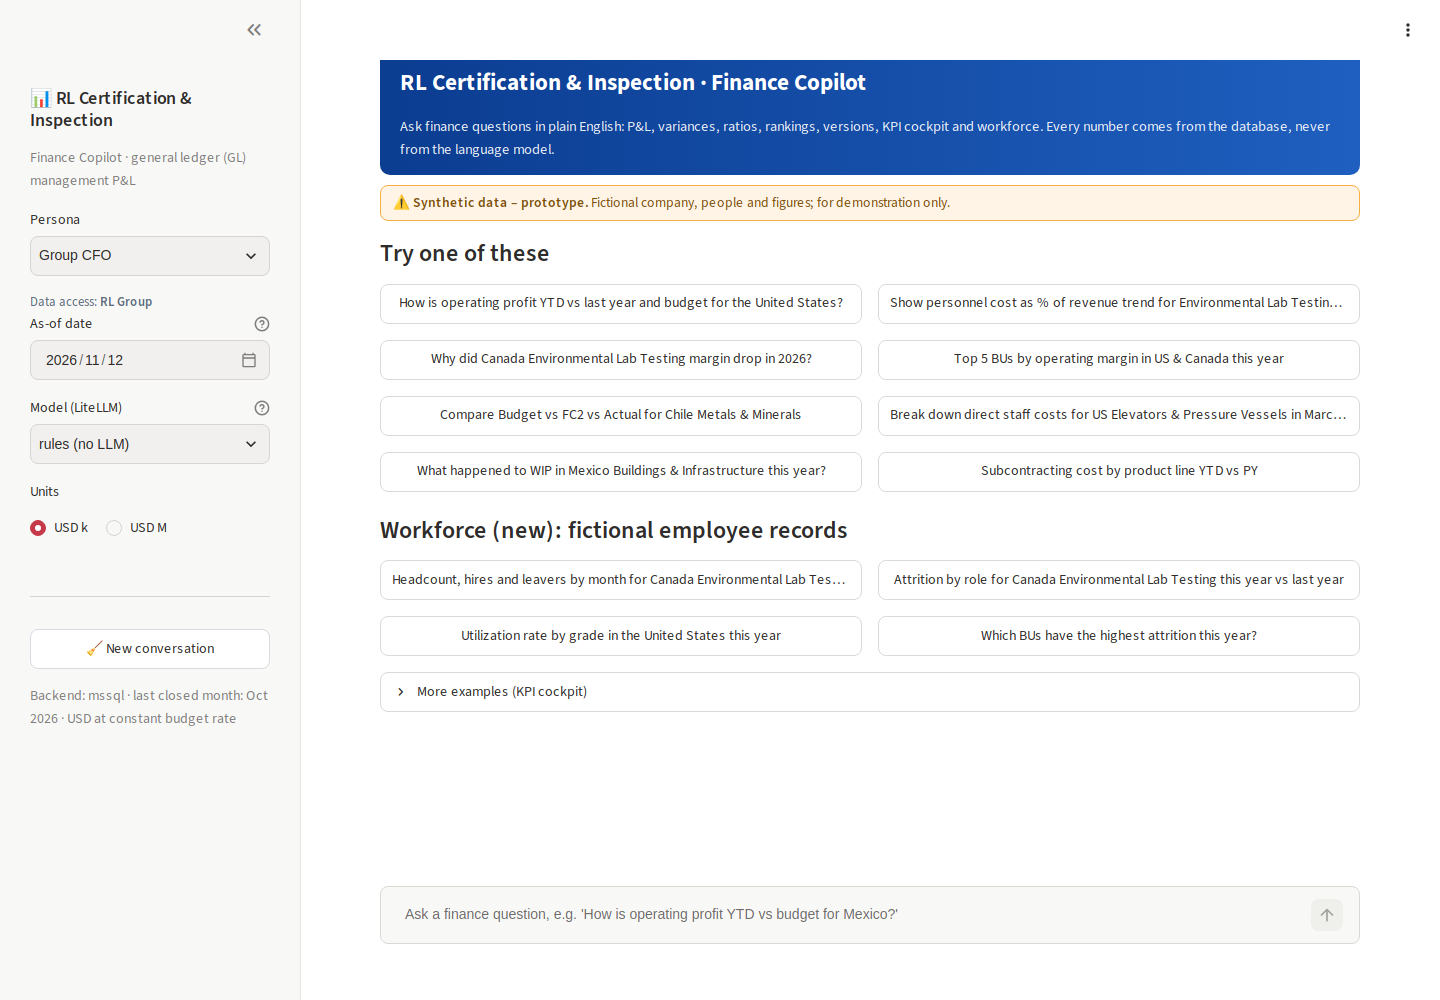 📊 RL Certification &
Inspection
Finance Copilot · general ledger (GL)
management P&L
Persona
Group CFO
Data access: RL Group
As-of date
2026/11/12
Model (LiteLLM)
rules (no LLM)
Units
USD k
USD M
🧹 New conversation
Backend: mssql · last closed month: Oct
2026 · USD at constant budget rate
RL Certification & Inspection · Finance Copilot
Ask finance questions in plain English: P&L, variances, ratios, rankings, versions, KPI cockpit and workforce. Every number comes from the database, never
from the language model.
⚠️ Synthetic data – prototype. Fictional company, people and figures; for demonstration only.
Try one of these
How is operating profit YTD vs last year and budget for the United States?
Show personnel cost as % of revenue trend for Environmental Lab Testin...
Why did Canada Environmental Lab Testing margin drop in 2026?
Top 5 BUs by operating margin in US & Canada this year
Compare Budget vs FC2 vs Actual for Chile Metals & Minerals
Break down direct staff costs for US Elevators & Pressure Vessels in Marc...
What happened to WIP in Mexico Buildings & Infrastructure this year?
Subcontracting cost by product line YTD vs PY
Workforce (new): fictional employee records
Headcount, hires and leavers by month for Canada Environmental Lab Tes...
Attrition by role for Canada Environmental Lab Testing this year vs last year
Utilization rate by grade in the United States this year
Which BUs have the highest attrition this year?
More examples (KPI cockpit)
Ask a finance question, e.g. 'How is operating profit YTD vs budget for Mexico?'